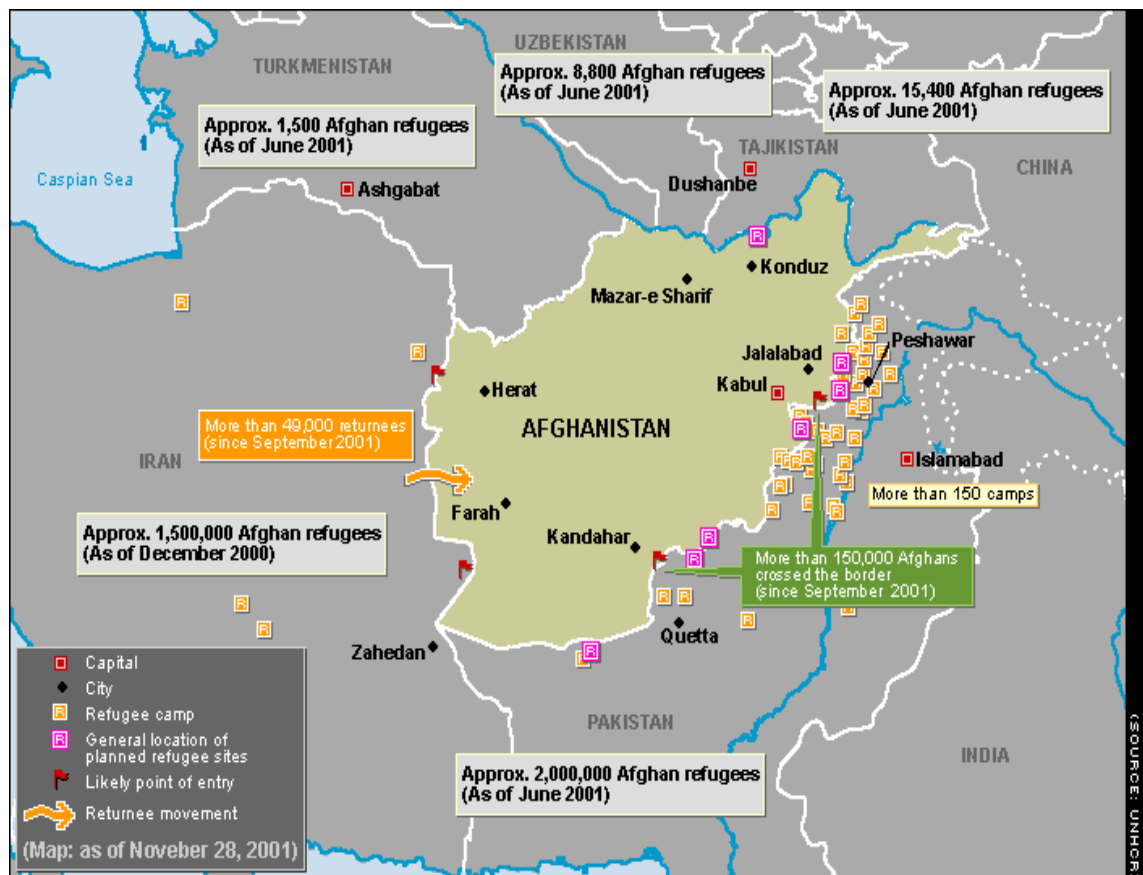 UZBEKISTAN
TURKMENISTAN
Approx. 8,800 Afghan refugees
(As of June 2001)
Approx. 15,400 Afghan refugees
(As of June 2001)
Approx. 1,500 Afghan refugees
(As of June 2001)
TAJIKISTAN
CHINA
Caspian Sea
Ashgabat
Dushanbe
Konduz
Mazar-e Sharif
Peshawar
Jalalabad
Kabul
Herat
More than 49,000 returnees
(since September 2001)
AFGHANISTAN
IRAN
Islamabad
More than 150 camps
Farah
Approx. 1,500,000 Afghan refugees
(As of December 2000)
Kandahar
More than 150,000 Afghans
crossed the border
(since September 2001)
Quetta
Zahedan
PAKISTAN
INDIA
Approx. 2,000,000 Afghan refugees
(As of June 2001)
Capital
City
R Refugee camp
R General location of
planned refugee sites
Likely point of entry
Returnee movement
(Map: as of Noveber 28, 2001)
(SOURCE: UNHCR)